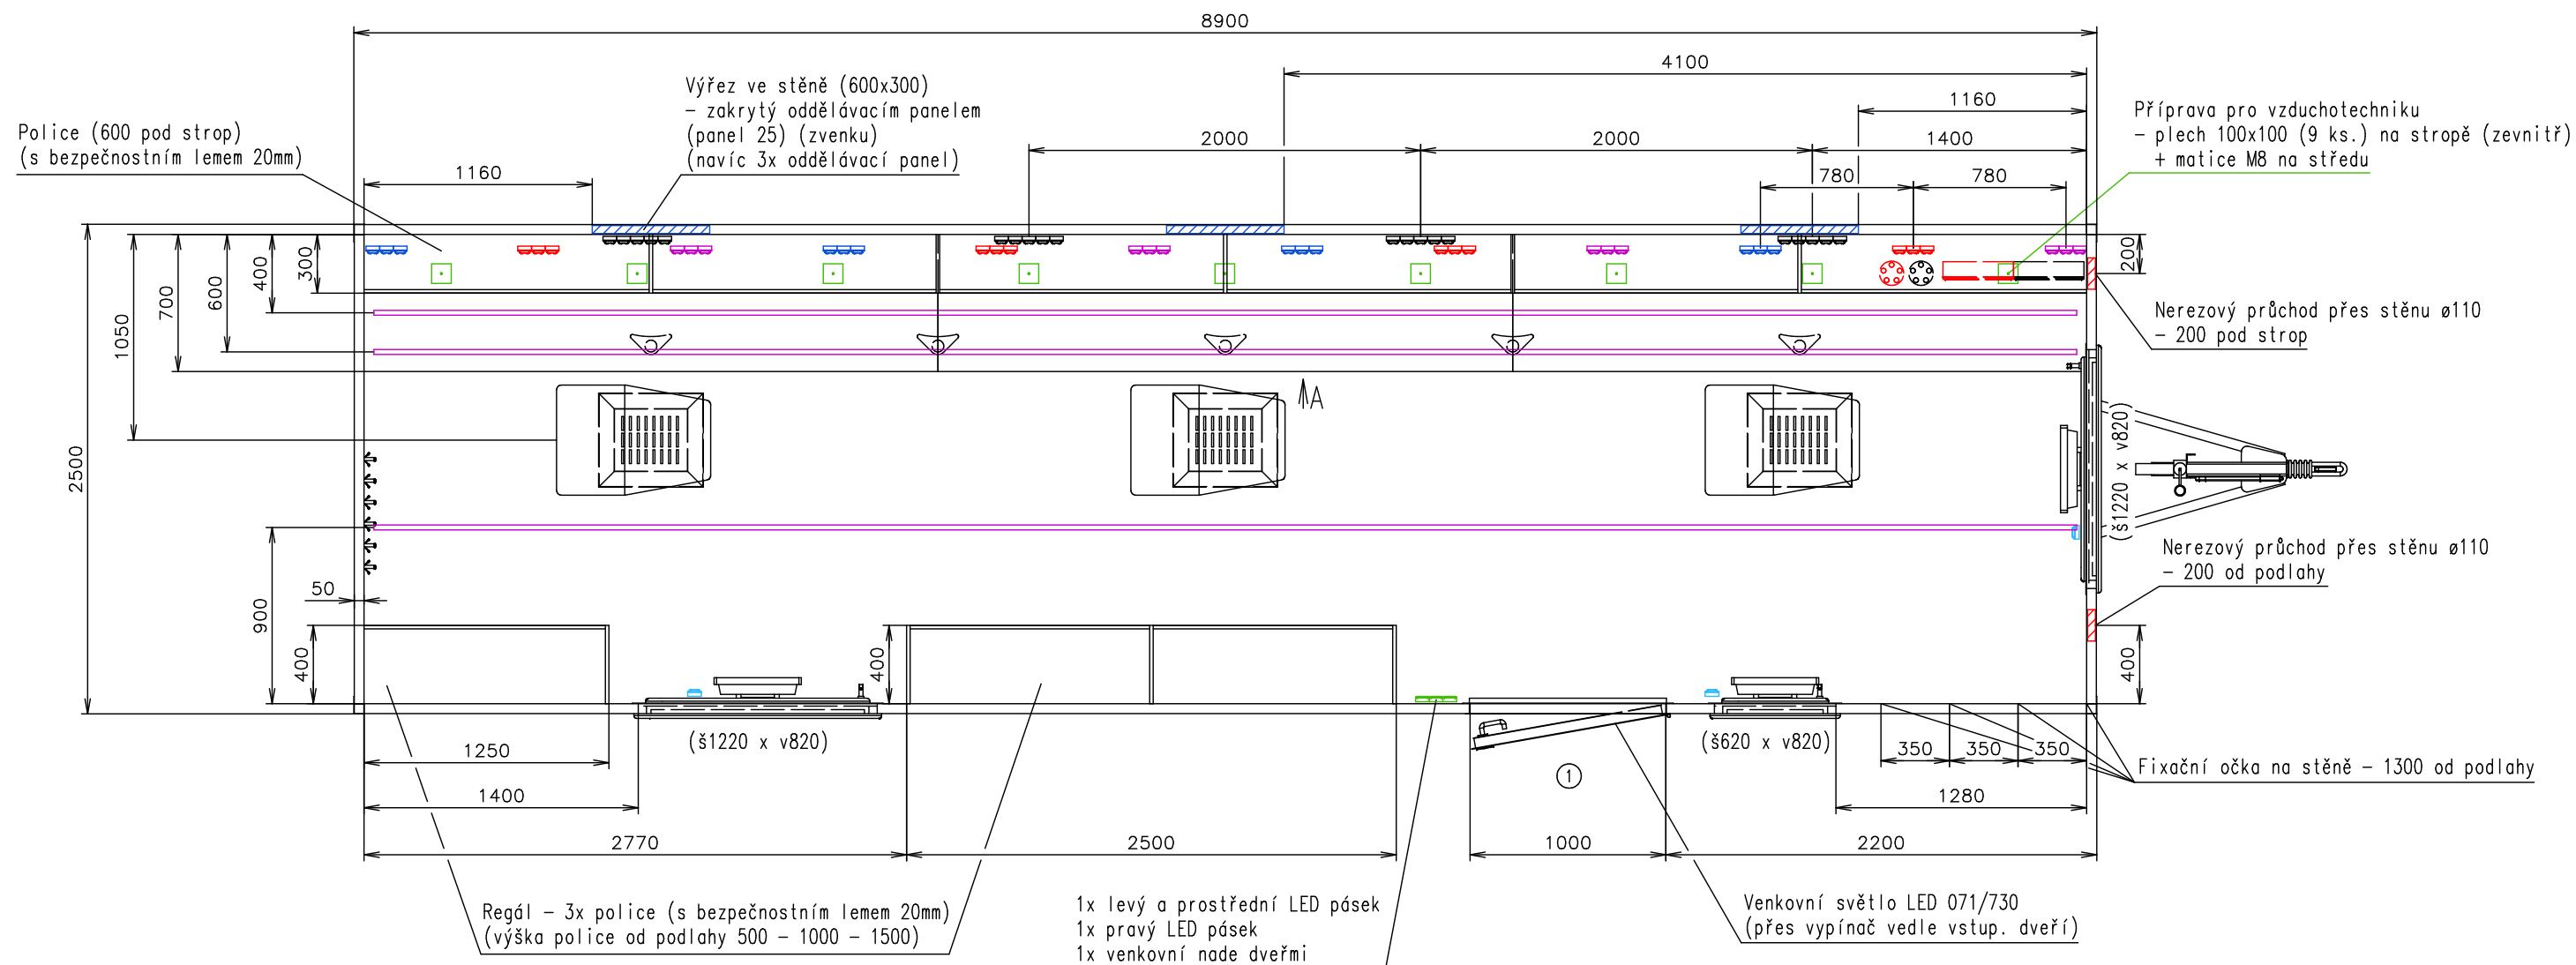 8900
4100
1160
Výřez ve stěně (600x300)
– zakrytý oddělávacím panelem
(panel 25) (zvenku)
(navíc 3x oddělávací panel)
Příprava pro vzduchotechniku
– plech 100x100 (9 ks.) na stropě (zevnitř)
+ matice M8 na středu
Police (600 pod strop)
(s bezpečnostním lemem 20mm)
2000
2000
1400
1160
780
780
2500
1050
700
600
400
300
200
Nerezový průchod přes stěnu ø110
– 200 pod strop
A
(š1220 x v820)
Nerezový průchod přes stěnu ø110
– 200 od podlahy
50
900
400
400
400
(š1220 x v820)
(š620 x v820)
1250
350
350
350
1
Fixační očka na stěně – 1300 od podlahy
1400
1280
2770
2500
1000
2200
Regál – 3x police (s bezpečnostním lemem 20mm)
(výška police od podlahy 500 – 1000 – 1500)
1x levý a prostřední LED pásek
1x pravý LED pásek
1x venkovní nade dveřmi
Venkovní světlo LED 071/730
(přes vypínač vedle vstup. dveří)